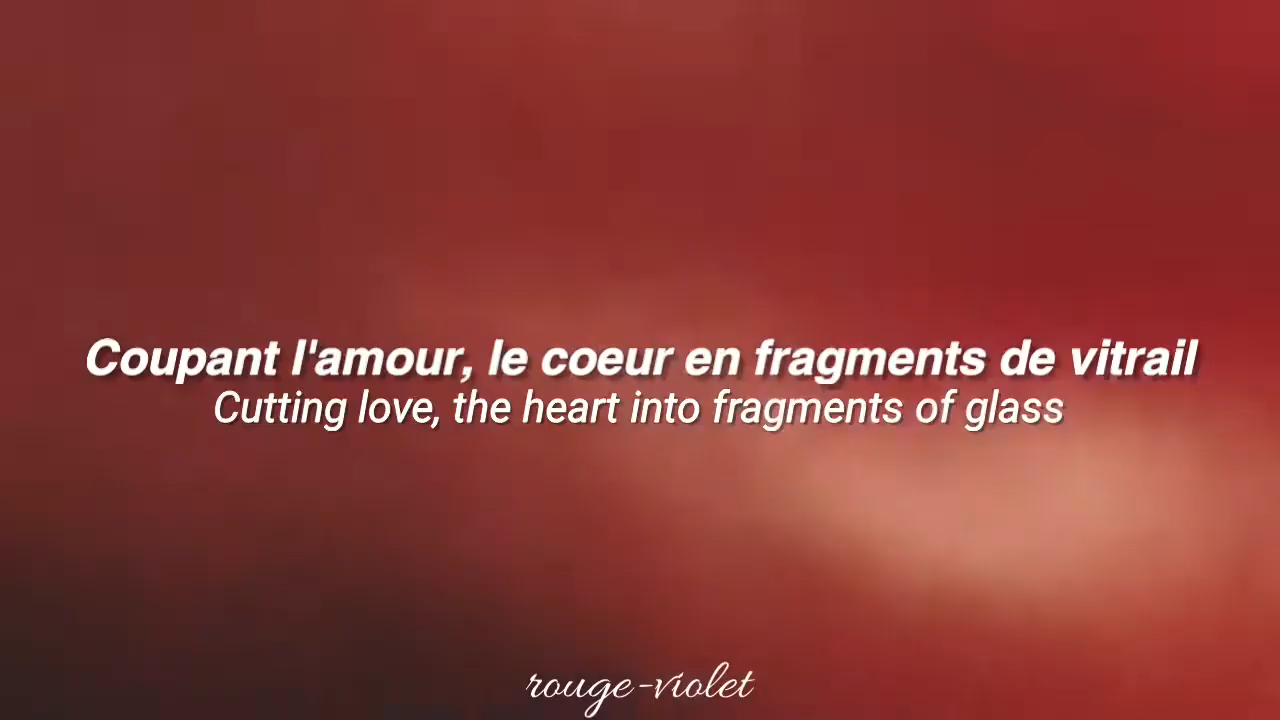 Coupant l'amour, le coeur en fragments de vitrail
Cutting love, the heart into fragments of glass
rouge-violet